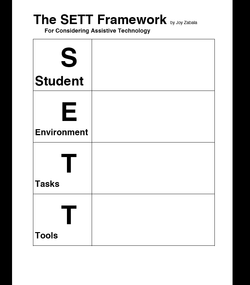 The SETT Framework by Joy Zabala
For Considering Assistive Technology
S
Student
E
Environment
T
Tasks
T
Tools